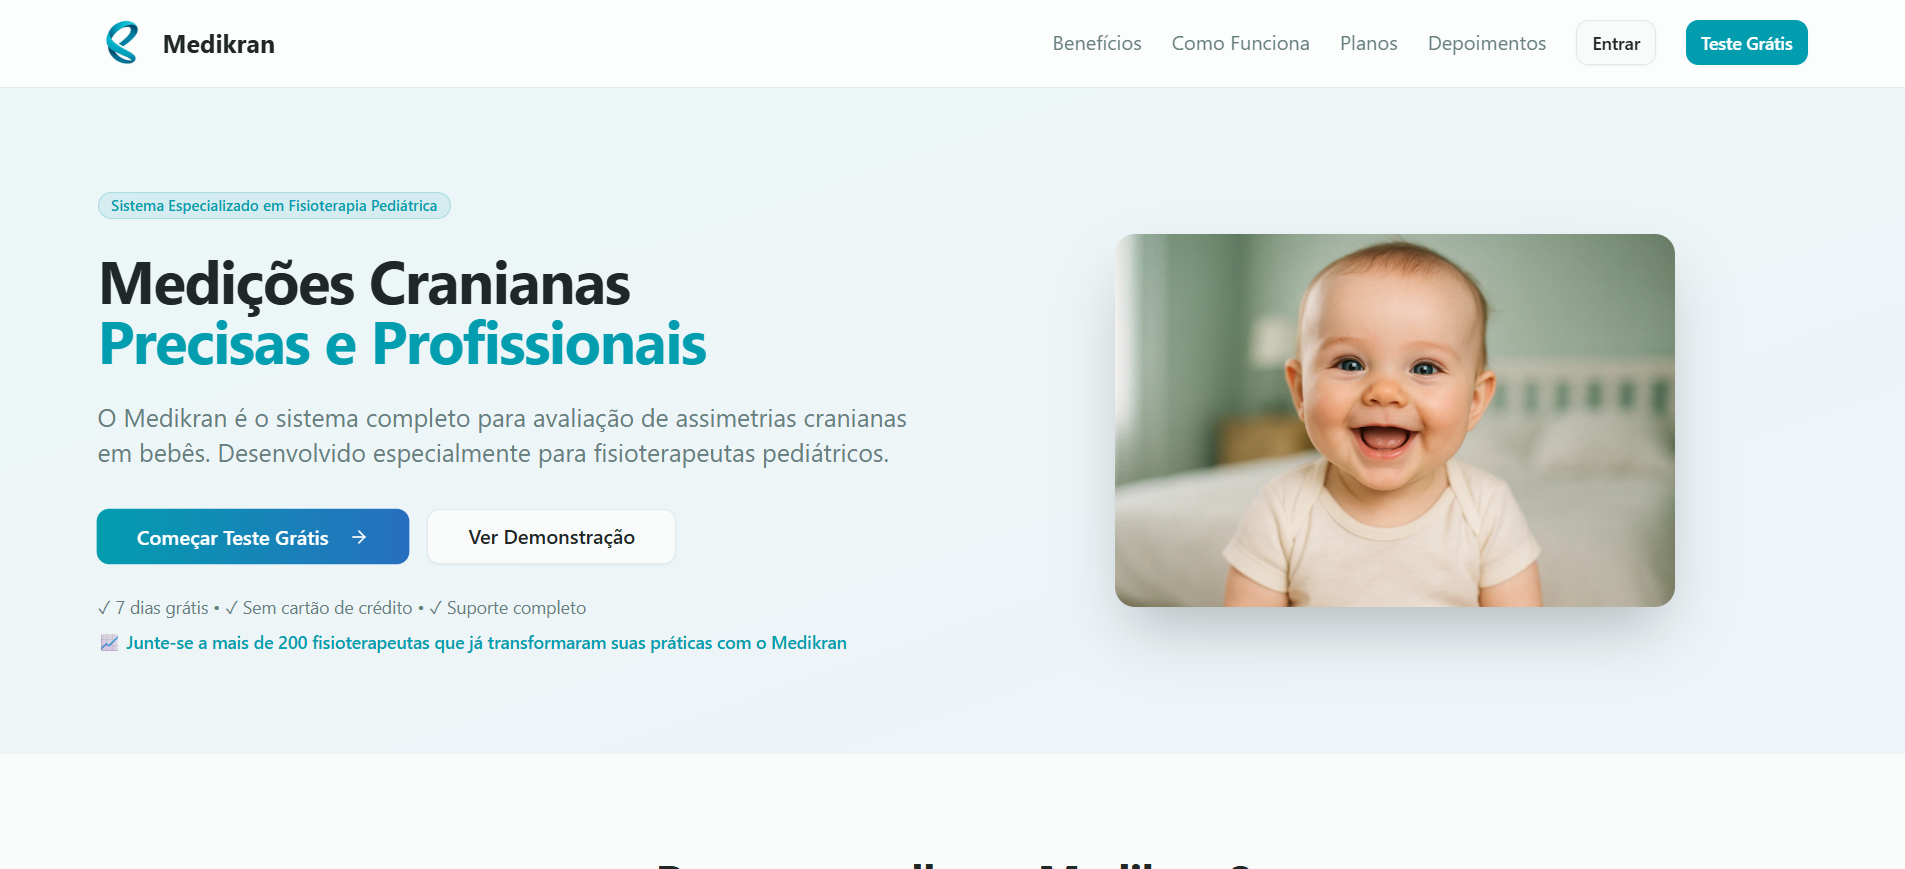 Medikran
Benefícios
Como Funciona
Planos
Depoimentos
Entrar
Teste Grátis
Sistema Especializado em Fisioterapia Pediátrica
Medições Cranianas
Precisas e Profissionais
O Medikran é o sistema completo para avaliação de assimetrias cranianas
em bebês. Desenvolvido especialmente para fisioterapeutas pediátricos.
Começar Teste Grátis →
Ver Demonstração
✓ 7 dias grátis • ✓ Sem cartão de crédito • ✓ Suporte completo
📈 Junte-se a mais de 200 fisioterapeutas que já transformaram suas práticas com o Medikran